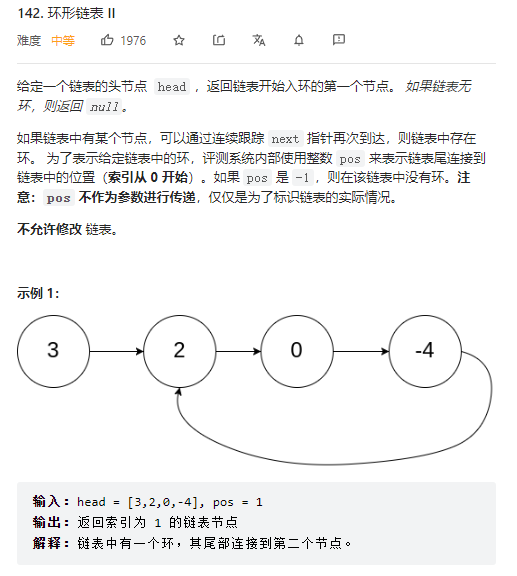 142. 环形链表 II
难度 中等 1976
给定一个链表的头节点 head ，返回链表开始入环的第一个节点。 如果链表无
环，则返回 null。
如果链表中有某个节点，可以通过连续跟踪 next 指针再次到达，则链表中存在
环。 为了表示给定链表中的环，评测系统内部使用整数 pos 来表示链表尾连接到
链表中的位置（索引从 0 开始）。如果 pos 是 -1，则在该链表中没有环。注
意：pos 不作为参数进行传递，仅仅是为了标识链表的实际情况。
不允许修改 链表。
示例 1：
3 2 0 -4
输入：head = [3,2,0,-4], pos = 1
输出：返回索引为 1 的链表节点
解释：链表中有一个环，其尾部连接到第二个节点。